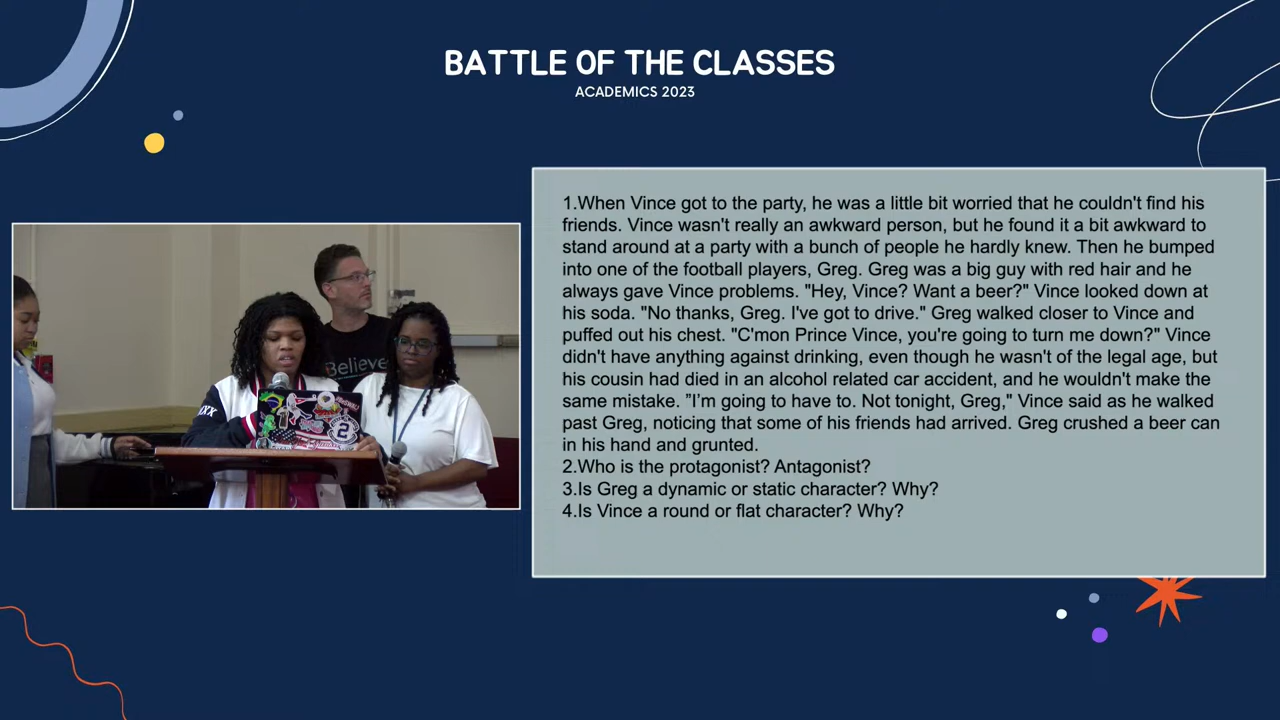 BATTLE OF THE CLASSES
ACADEMICS 2023
1.When Vince got to the party, he was a little bit worried that he couldn't find his
friends. Vince wasn't really an awkward person, but he found it a bit awkward to
stand around at a party with a bunch of people he hardly knew. Then he bumped
into one of the football players, Greg. Greg was a big guy with red hair and he
always gave Vince problems. "Hey, Vince? Want a beer?" Vince looked down at
his soda. "No thanks, Greg. I've got to drive." Greg walked closer to Vince and
puffed out his chest. "C'mon Prince Vince, you're going to turn me down?" Vince
didn't have anything against drinking, even though he wasn't of the legal age, but
his cousin had died in an alcohol related car accident, and he wouldn't make the
same mistake. "I'm going to have to. Not tonight, Greg," Vince said as he walked
past Greg, noticing that some of his friends had arrived. Greg crushed a beer can
in his hand and grunted.
2.Who is the protagonist? Antagonist?
3.Is Greg a dynamic or static character? Why?
4.Is Vince a round or flat character? Why?
Believe
2